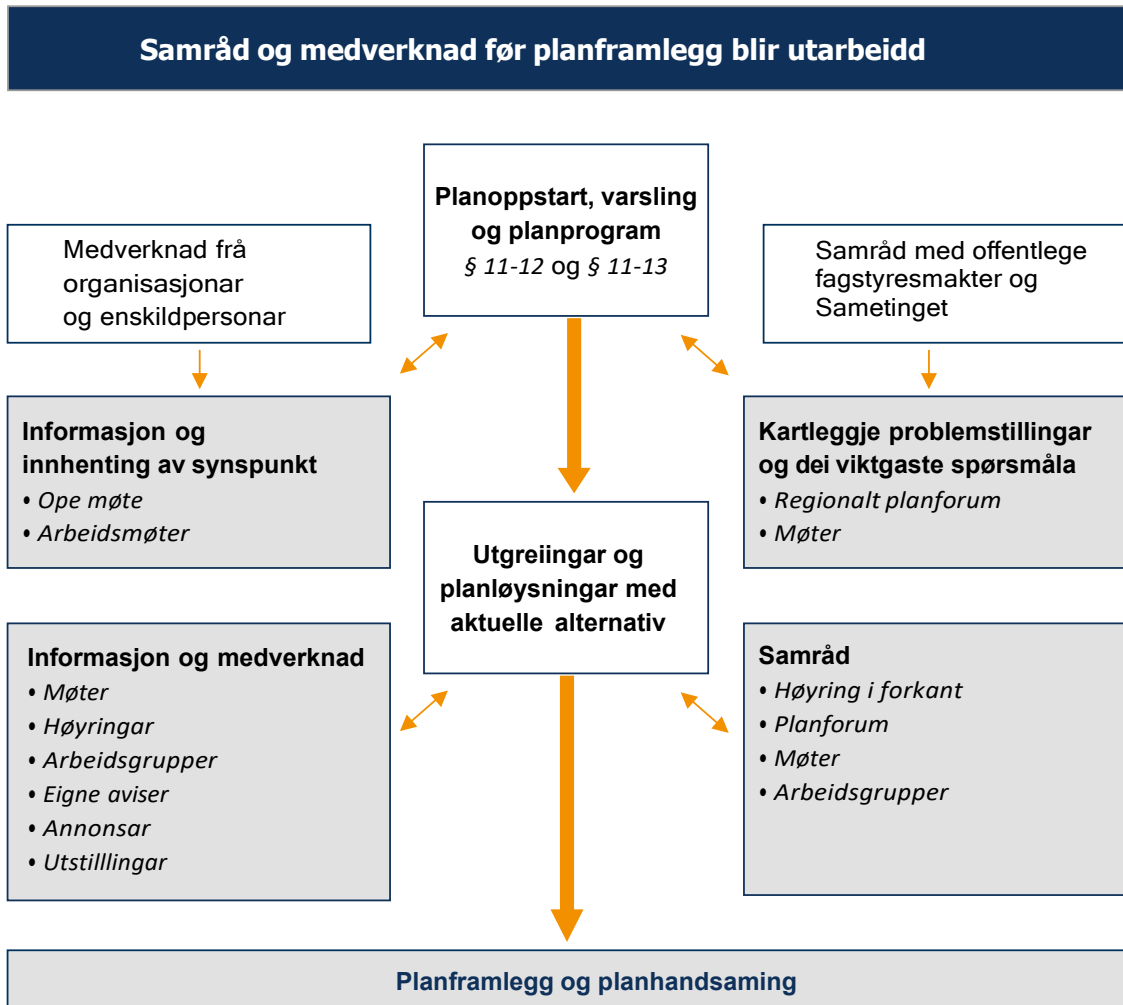 Samråd og medverknad før planframlegg blir utarbeidd
Planoppstart, varsling
og planprogram
§ 11-12 og § 11-13
Medverknad frå
organisasjonar
og enskildpersonar
Samråd med offentlege
fagstyresmakter og
Sametinget
Informasjon og
innhenting av synspunkt
• Ope møte
• Arbeidsmøter
Kartleggje problemstillingar
og dei viktgaste spørsmåla
• Regionalt planforum
• Møter
Utgreiingar og
planløysningar med
aktuelle alternativ
Informasjon og medverknad
• Møter
• Høyringar
• Arbeidsgrupper
• Eigne aviser
• Annonsar
• Utstilllingar
Samråd
• Høyring i forkant
• Planforum
• Møter
• Arbeidsgrupper
Planframlegg og planhandsaming